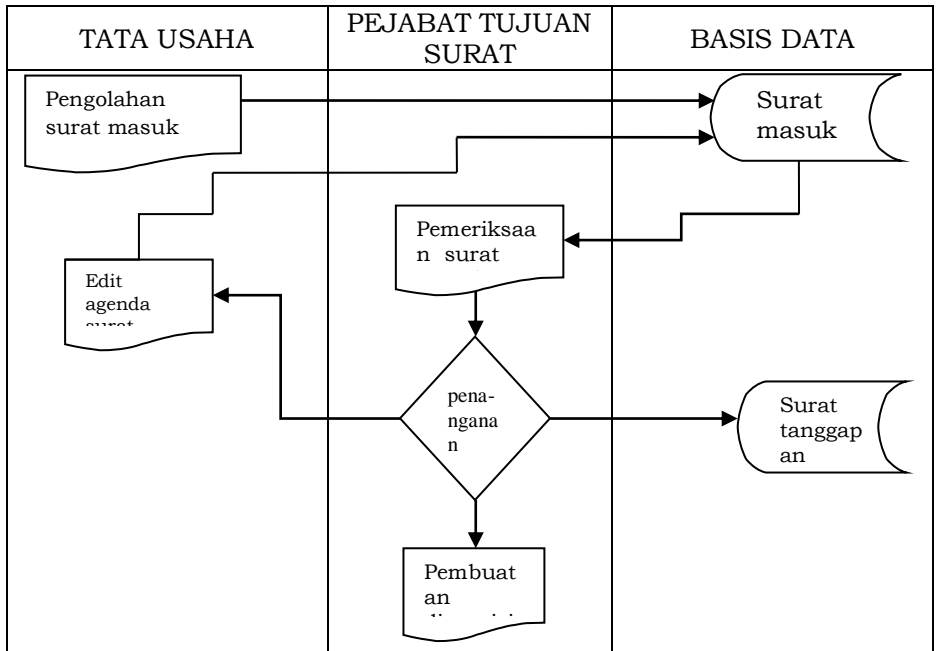 TATA USAHA
PEJABAT TUJUAN
SURAT
BASIS DATA
Pengolahan
surat masuk
Surat
masuk
Pemeriksaa
n surat
Edit
agenda
surat
pena-
ngana
n
Surat
tanggap
an
Pembuat
an